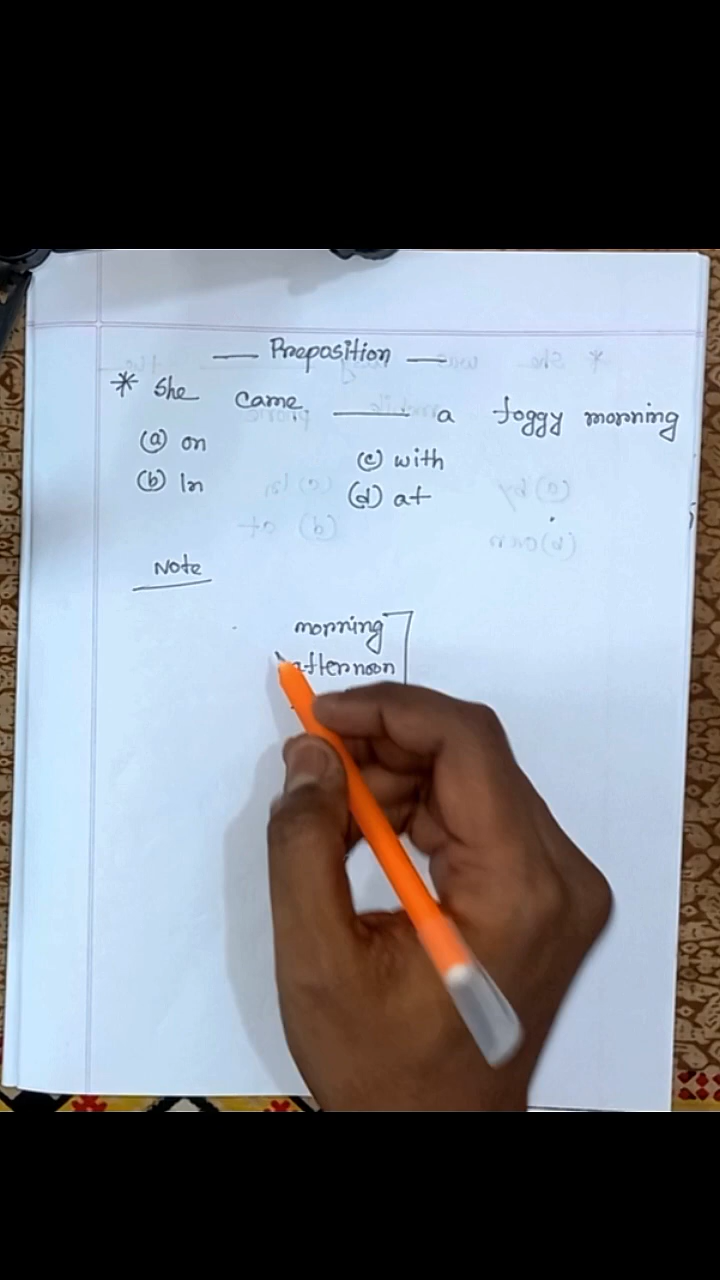 — Preposition —
* She came ____ a foggy morning
(a) on (c) with
(b) In (d) at
Note
morning
afternoon